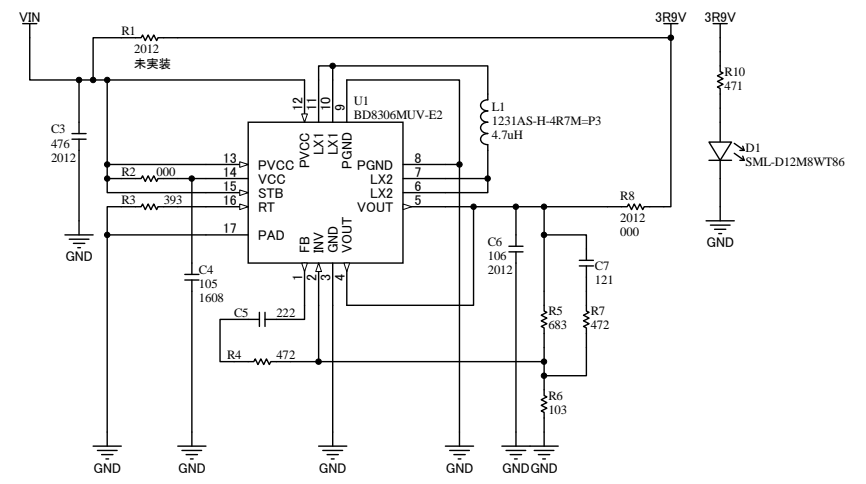 VIN
R1
2012
未実装
3R9V
3R9V
R10
471
D1
SML-D12M8WT86
GND
C3
476
2012
GND
U1
BD8306MUV-E2
12
11
10
9
PVCC
LX1
LX1
PGND
L1
1231AS-H-4R7M=P3
4.7uH
13
PVCC
R2
000
14
VCC
15
STB
R3
393
16
RT
17
PAD
PGND
8
LX2
7
LX2
6
VOUT
5
FB
INV
GND
VOUT
1
2
3
4
R8
2012
000
C4
105
1608
C5
222
R4
472
C6
106
2012
C7
121
R5
683
R7
472
R6
103
GND
GND
GND
GND
GND
GND